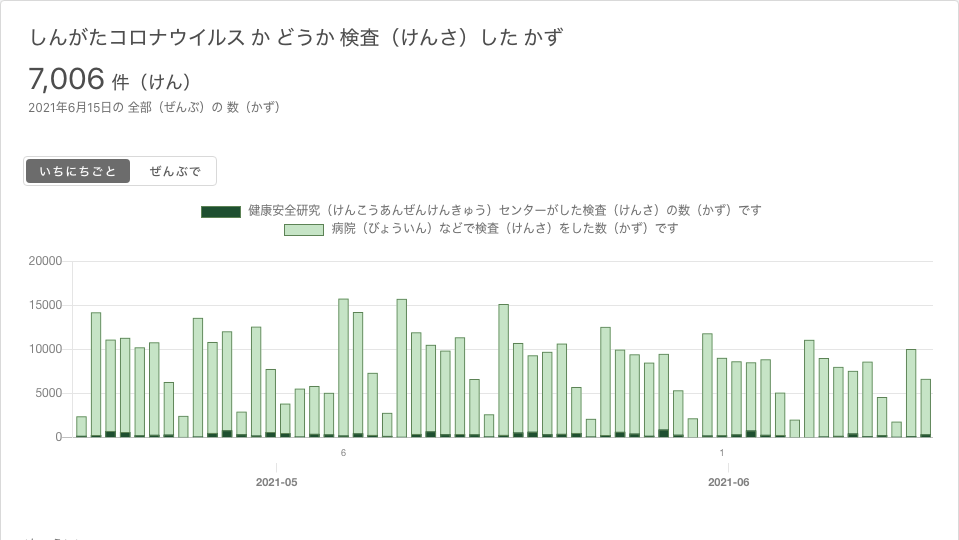 しんがたコロナウイルス か どうか 検査（けんさ）した かず
7,006 件（けん）
2021年6月15日の 全部（ぜんぶ）の 数（かず）
いちにちごと ぜんぶで
健康安全研究（けんこうあんぜんけんきゅう）センターがした検査（けんさ）の数（かず）です
病院（びょういん）などで検査（けんさ）をした数（かず）です
20000
15000
10000
5000
0
6 1
2021-05 2021-06